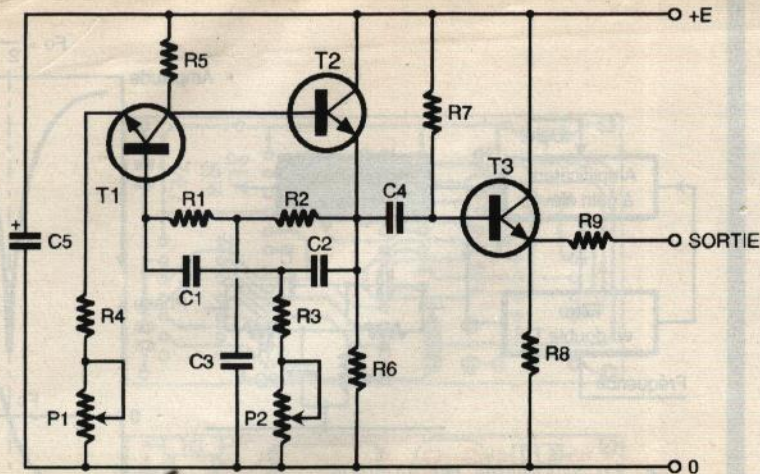 +E
R5
T2
R7
T1
T3
R1
R2
C4
R9
+
C5
SORTIE
C1
C2
R4
R3
C3
R6
R8
P1
P2
0